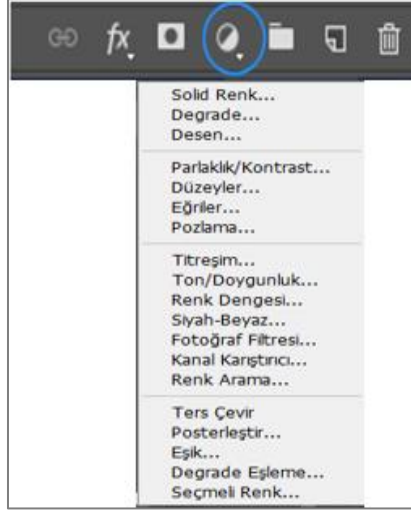 fx
Solid Renk...
Degrade...
Desen...
Parlaklık/Kontrast...
Düzeyler...
Eğriler...
Pozlama...
Titreşim...
Ton/Doygunluk...
Renk Dengesi...
Siyah-Beyaz...
Fotoğraf Filtresi...
Kanal Karıştırıcı...
Renk Arama...
Ters Çevir
Posterleştir...
Eşik...
Degrade Eşleme...
Seçmeli Renk...